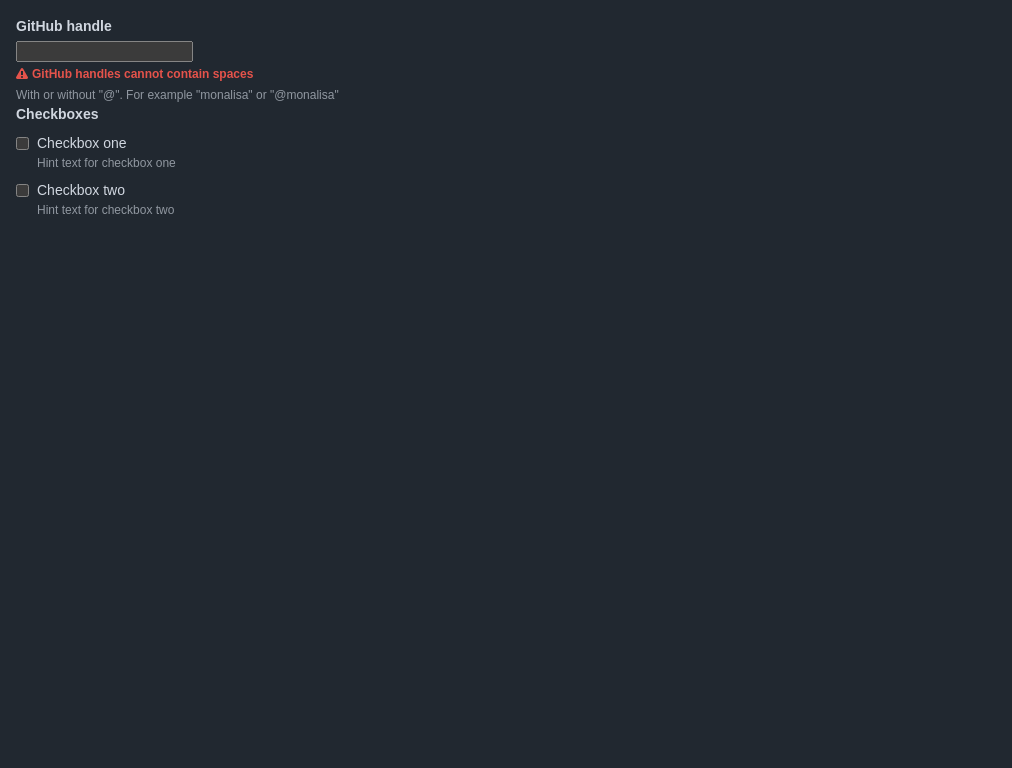 GitHub handle
GitHub handles cannot contain spaces
With or without "@". For example "monalisa" or "@monalisa"
Checkboxes
Checkbox one
Hint text for checkbox one
Checkbox two
Hint text for checkbox two